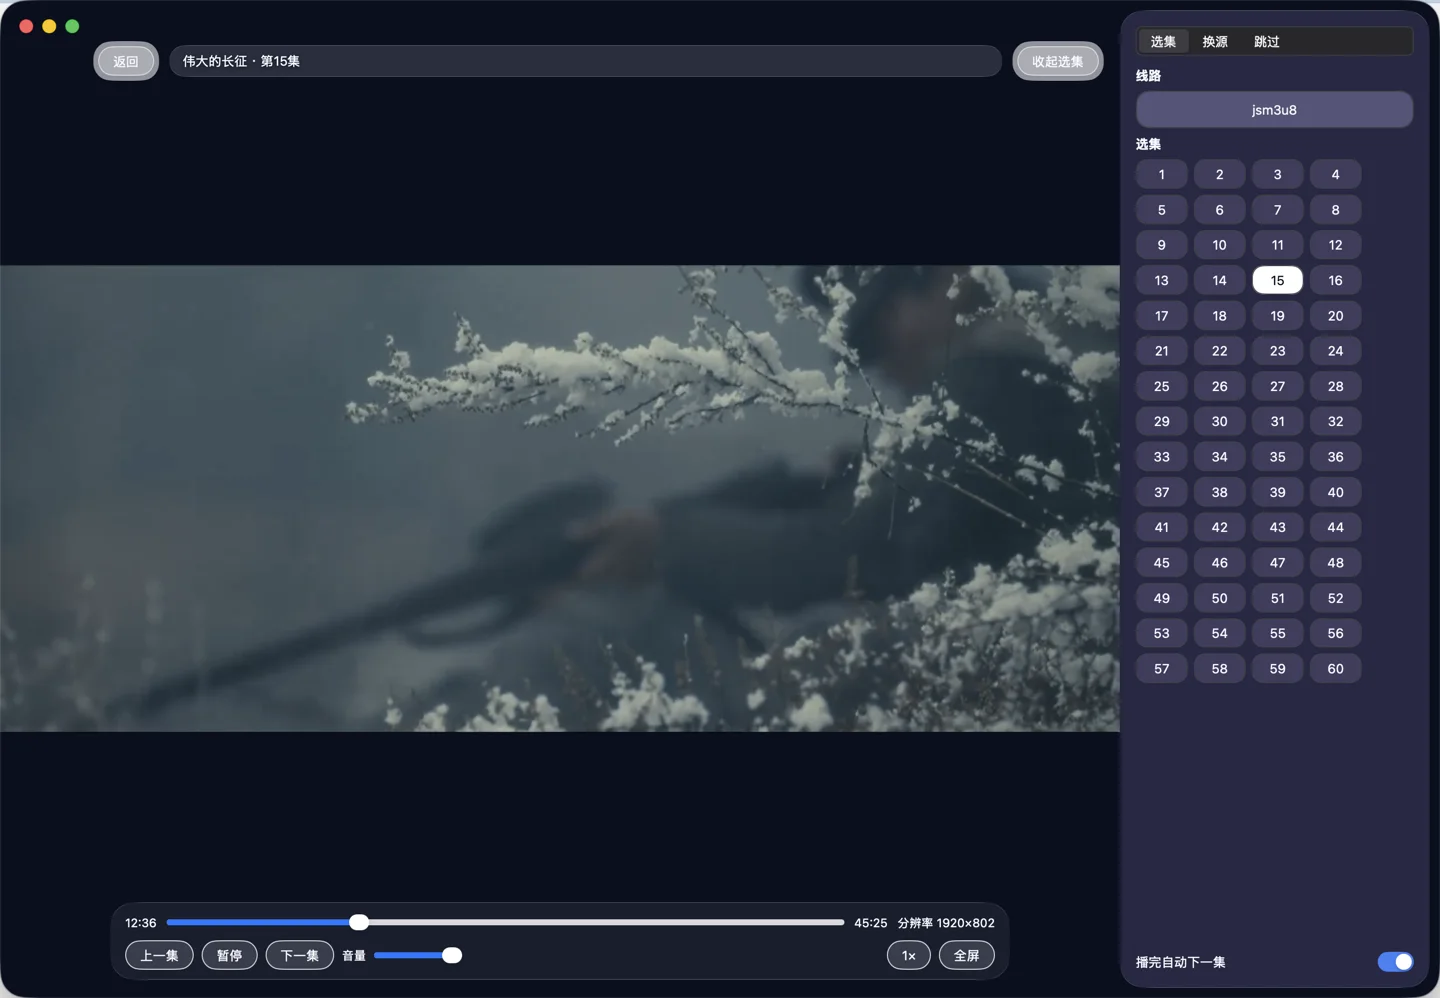 返回
伟大的长征 · 第15集
收起选集
选集 换源 跳过
线路
jsm3u8
选集
1 2 3 4
5 6 7 8
9 10 11 12
13 14 15 16
17 18 19 20
21 22 23 24
25 26 27 28
29 30 31 32
33 34 35 36
37 38 39 40
41 42 43 44
45 46 47 48
49 50 51 52
53 54 55 56
57 58 59 60
播完自动下一集
12:36 45:25 分辨率 1920×802
上一集 暂停 下一集 音量 1× 全屏